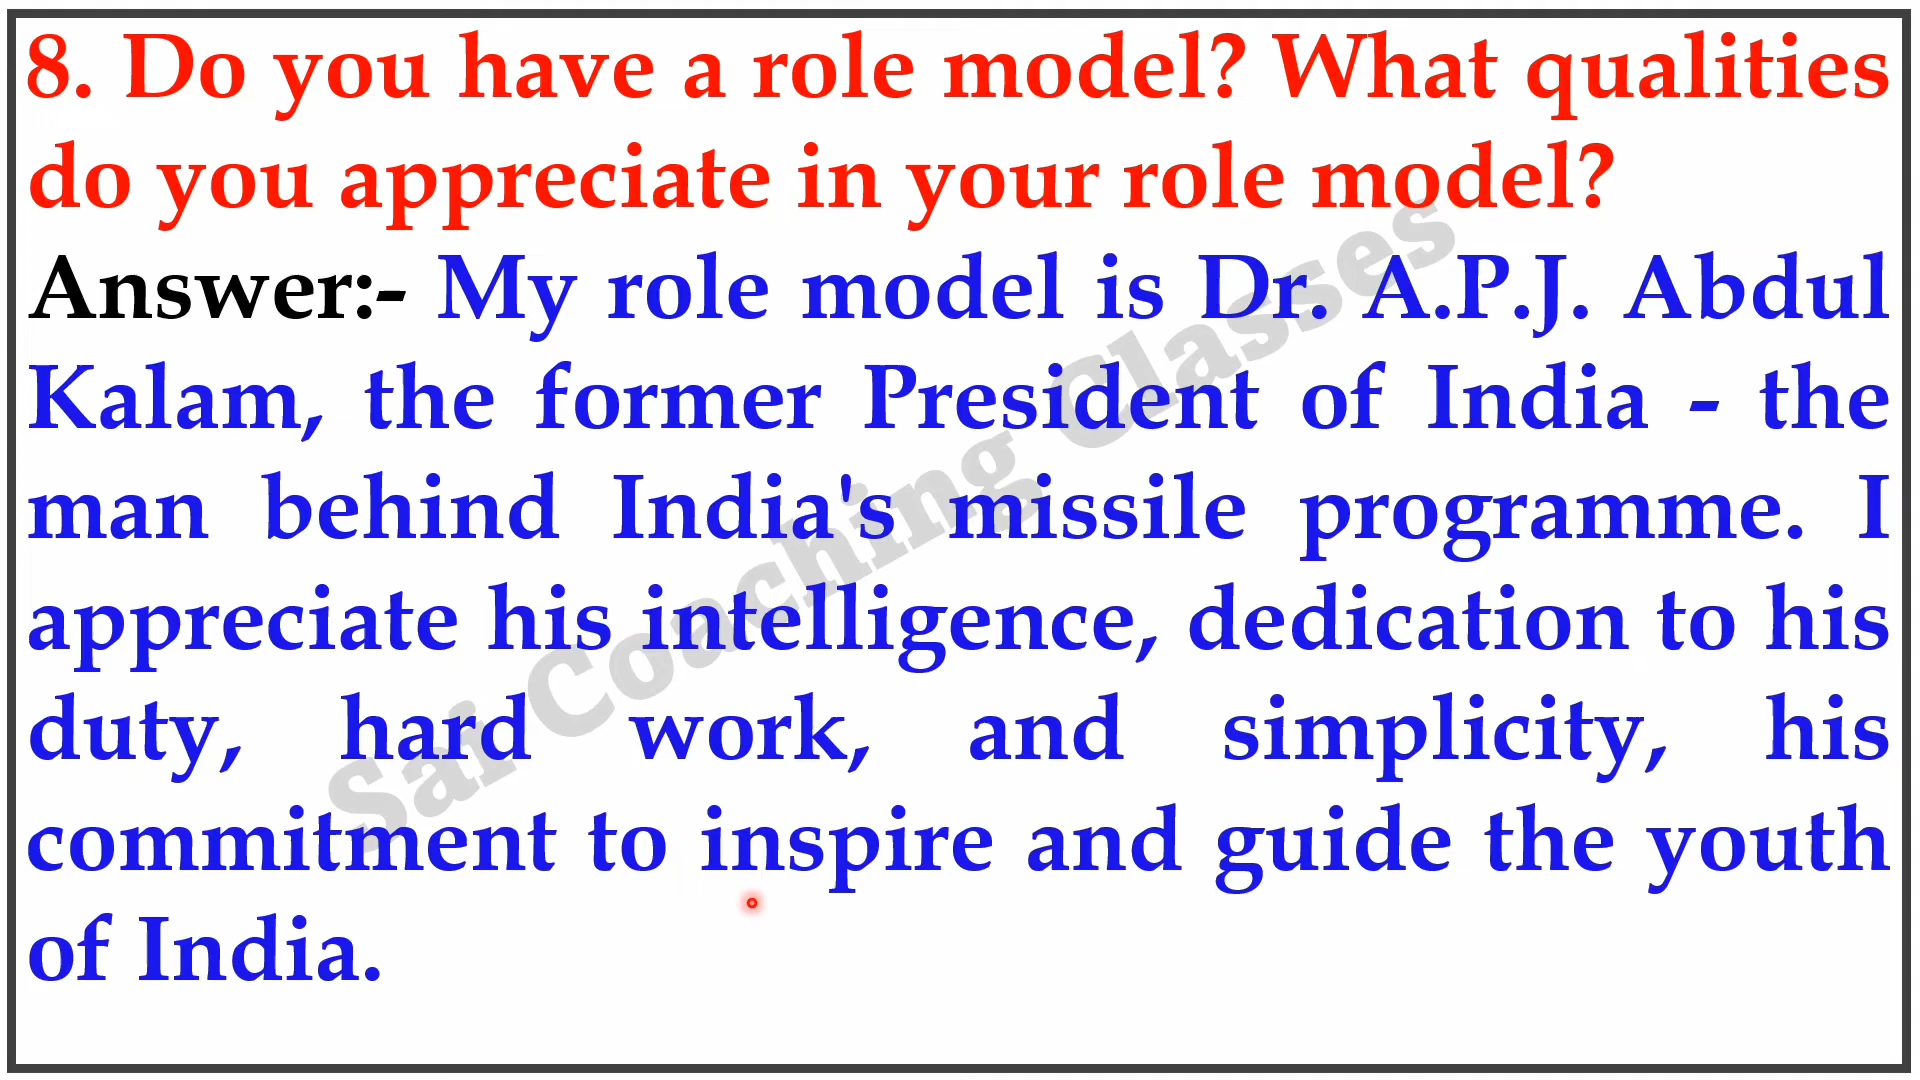 8. Do you have a role model? What qualities
do you appreciate in your role model?
Answer:- My role model is Dr. A.P.J. Abdul
Kalam, the former President of India - the
man behind India's missile programme. I
appreciate his intelligence, dedication to his
duty, hard work, and simplicity, his
commitment to inspire and guide the youth
of India.
Sai Coaching Classes